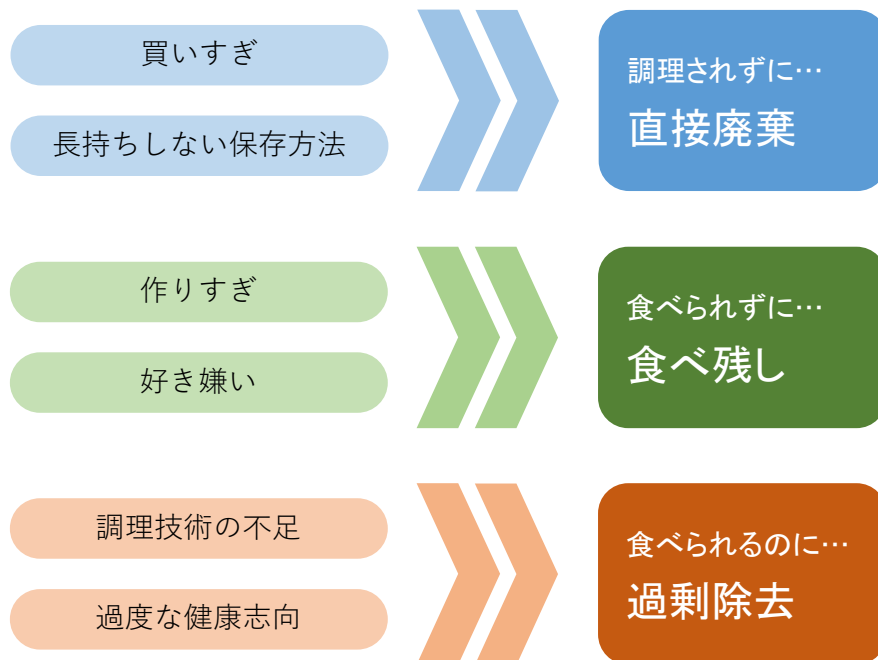 買いすぎ
長持ちしない保存方法
調理されずに…
直接廃棄
作りすぎ
好き嫌い
食べられずに…
食べ残し
調理技術の不足
過度な健康志向
食べられるのに…
過剰除去